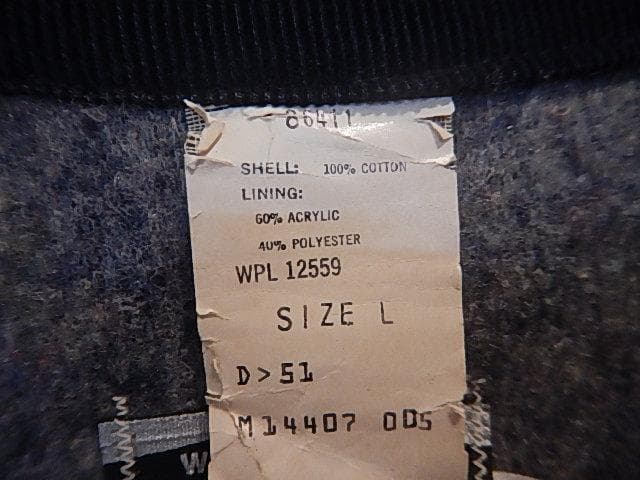 86411
SHELL: 100% COTTON
LINING:
60% ACRYLIC
40% POLYESTER
WPL 12559
SIZE L
D>51
M14407 005
W